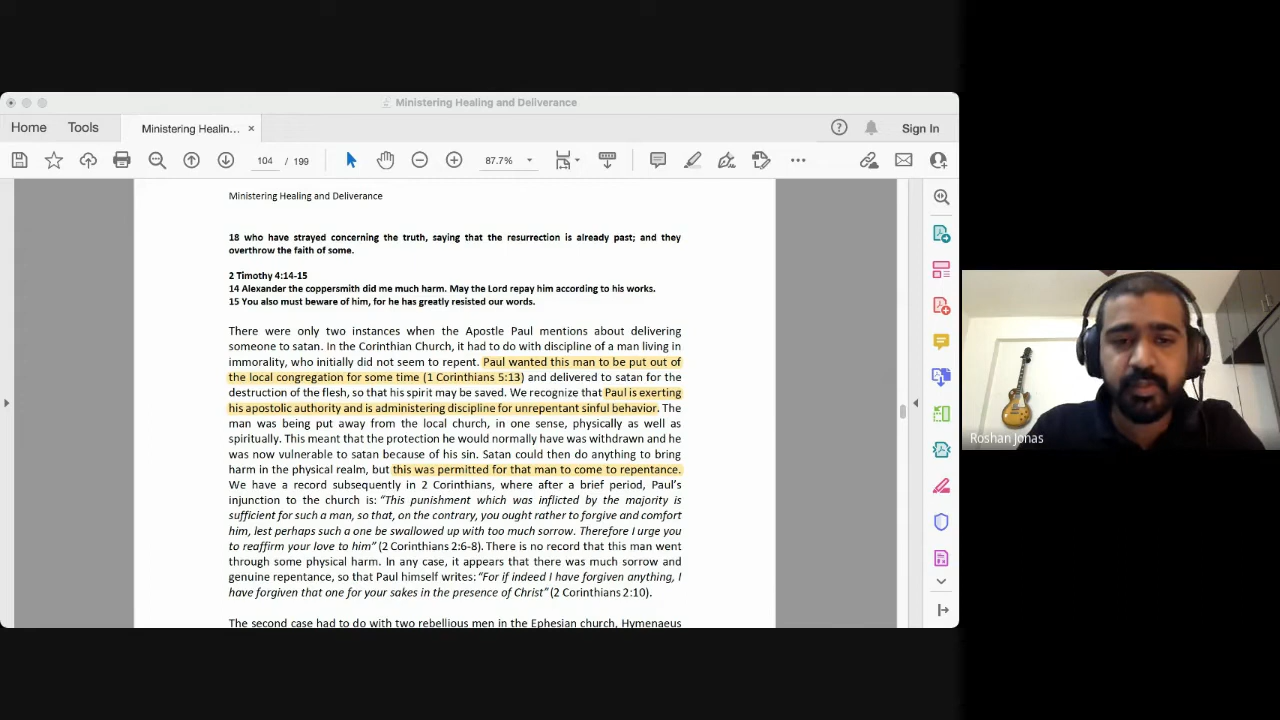 Ministering Healing and Deliverance
Home
Tools
Ministering Healin...
Sign In
104 / 199
87.7%
Ministering Healing and Deliverance
18 who have strayed concerning the truth, saying that the resurrection is already past; and they
overthrow the faith of some.
2 Timothy 4:14-15
14 Alexander the coppersmith did me much harm. May the Lord repay him according to his works.
15 You also must beware of him, for he has greatly resisted our words.
There were only two instances when the Apostle Paul mentions about delivering
someone to satan. In the Corinthian Church, it had to do with discipline of a man living in
immorality, who initially did not seem to repent. Paul wanted this man to be put out of
the local congregation for some time (1 Corinthians 5:13) and delivered to satan for the
destruction of the flesh, so that his spirit may be saved. We recognize that Paul is exerting
his apostolic authority and is administering discipline for unrepentant sinful behavior. The
man was being put away from the local church, in one sense, physically as well as
spiritually. This meant that the protection he would normally have was withdrawn and he
was now vulnerable to satan because of his sin. Satan could then do anything to bring
harm in the physical realm, but this was permitted for that man to come to repentance.
We have a record subsequently in 2 Corinthians, where after a brief period, Paul's
injunction to the church is: “This punishment which was inflicted by the majority is
sufficient for such a man, so that, on the contrary, you ought rather to forgive and comfort
him, lest perhaps such a one be swallowed up with too much sorrow. Therefore I urge you
to reaffirm your love to him” (2 Corinthians 2:6-8). There is no record that this man went
through some physical harm. In any case, it appears that there was much sorrow and
genuine repentance, so that Paul himself writes: “For if indeed I have forgiven anything, I
have forgiven that one for your sakes in the presence of Christ” (2 Corinthians 2:10).
The second case had to do with two rebellious men in the Ephesian church, Hymenaeus
Roshan Jonas